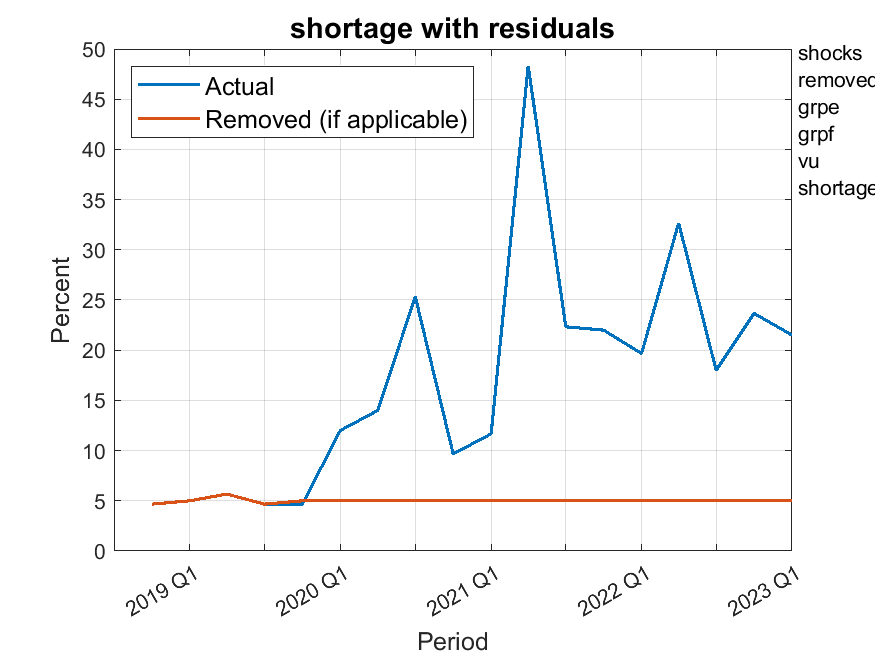 shortage with residuals
Actual
Removed (if applicable)
shocks
removed
grpe
grpf
vu
shortage
Percent
50
45
40
35
30
25
20
15
10
5
0
2019 Q1
2020 Q1
2021 Q1
2022 Q1
2023 Q1
Period